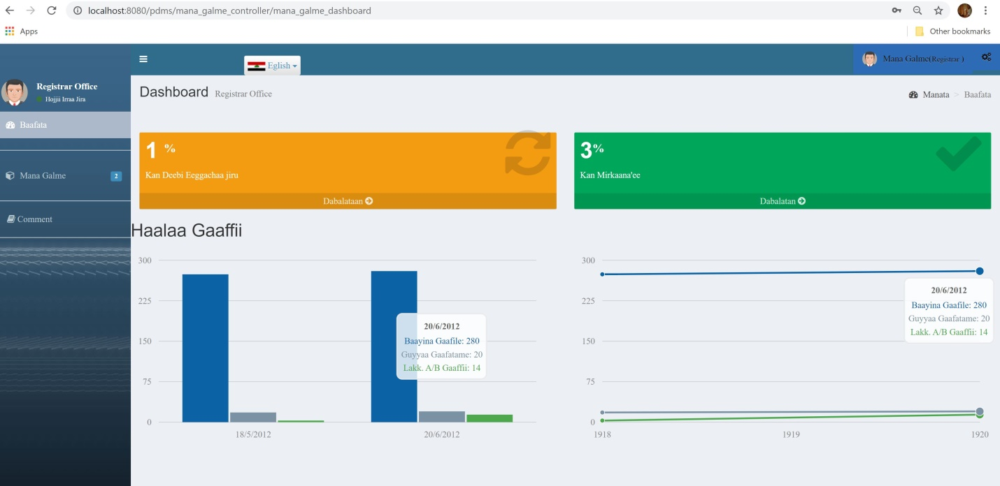 localhost:8080/pdms/mana_galme_controller/mana_galme_dashboard
Apps
Other bookmarks
Eglish
Mana Galme(Registrar )
Registrar Office
Hojjii Irraa Jira
Baafata
Mana Galme 2
Comment
Dashboard Registrar Office
Manata > Baafata
1 %
Kan Deebi Eeggachaa jiru
Dabalataan
3%
Kan Mirkaana'ee
Dabalatan
Haalaa Gaaffii
300
225
150
75
0
18/5/2012
20/6/2012
20/6/2012
Baayina Gaafile: 280
Guyyaa Gaafatame: 20
Lakk. A/B Gaaffii: 14
300
225
150
75
0
1918
1919
1920
20/6/2012
Baayina Gaafile: 280
Guyyaa Gaafatame: 20
Lakk. A/B Gaaffii: 14